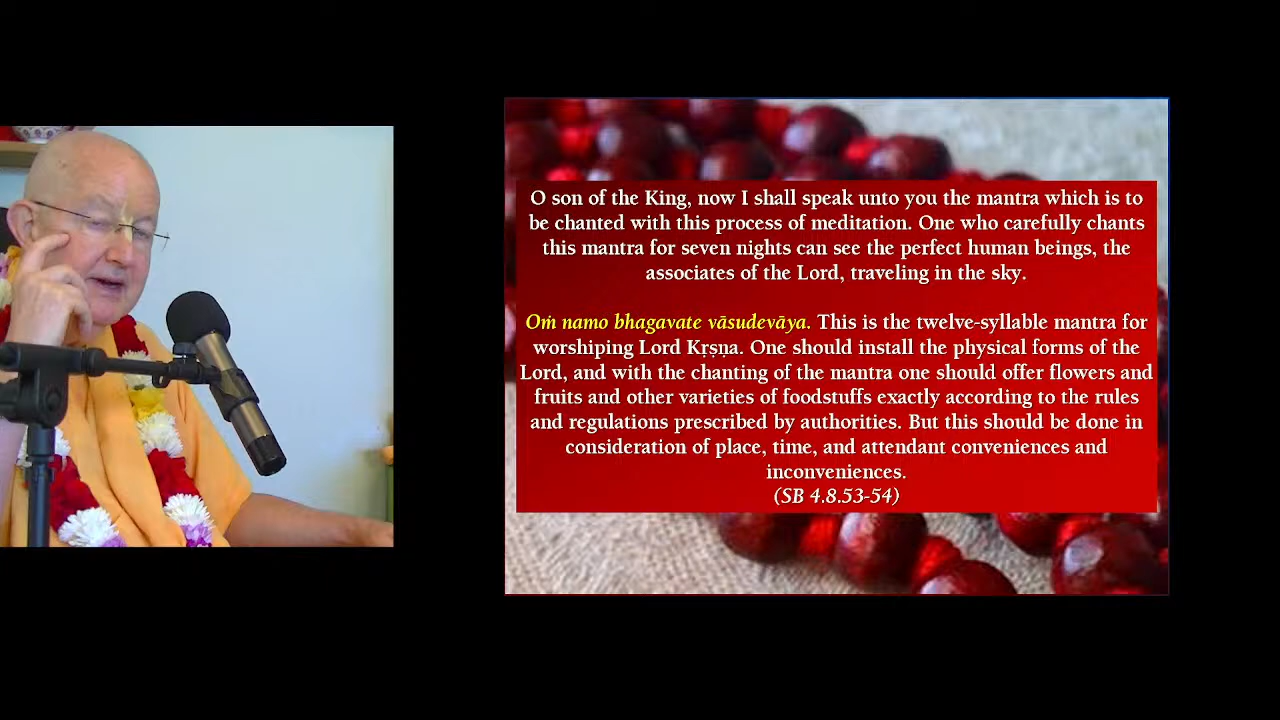 O son of the King, now I shall speak unto you the mantra which is to
be chanted with this process of meditation. One who carefully chants
this mantra for seven nights can see the perfect human beings, the
associates of the Lord, traveling in the sky.
Oṁ namo bhagavate vāsudevāya. This is the twelve-syllable mantra for
worshiping Lord Kṛṣṇa. One should install the physical forms of the
Lord, and with the chanting of the mantra one should offer flowers and
fruits and other varieties of foodstuffs exactly according to the rules
and regulations prescribed by authorities. But this should be done in
consideration of place, time, and attendant conveniences and
inconveniences.
(SB 4.8.53-54)